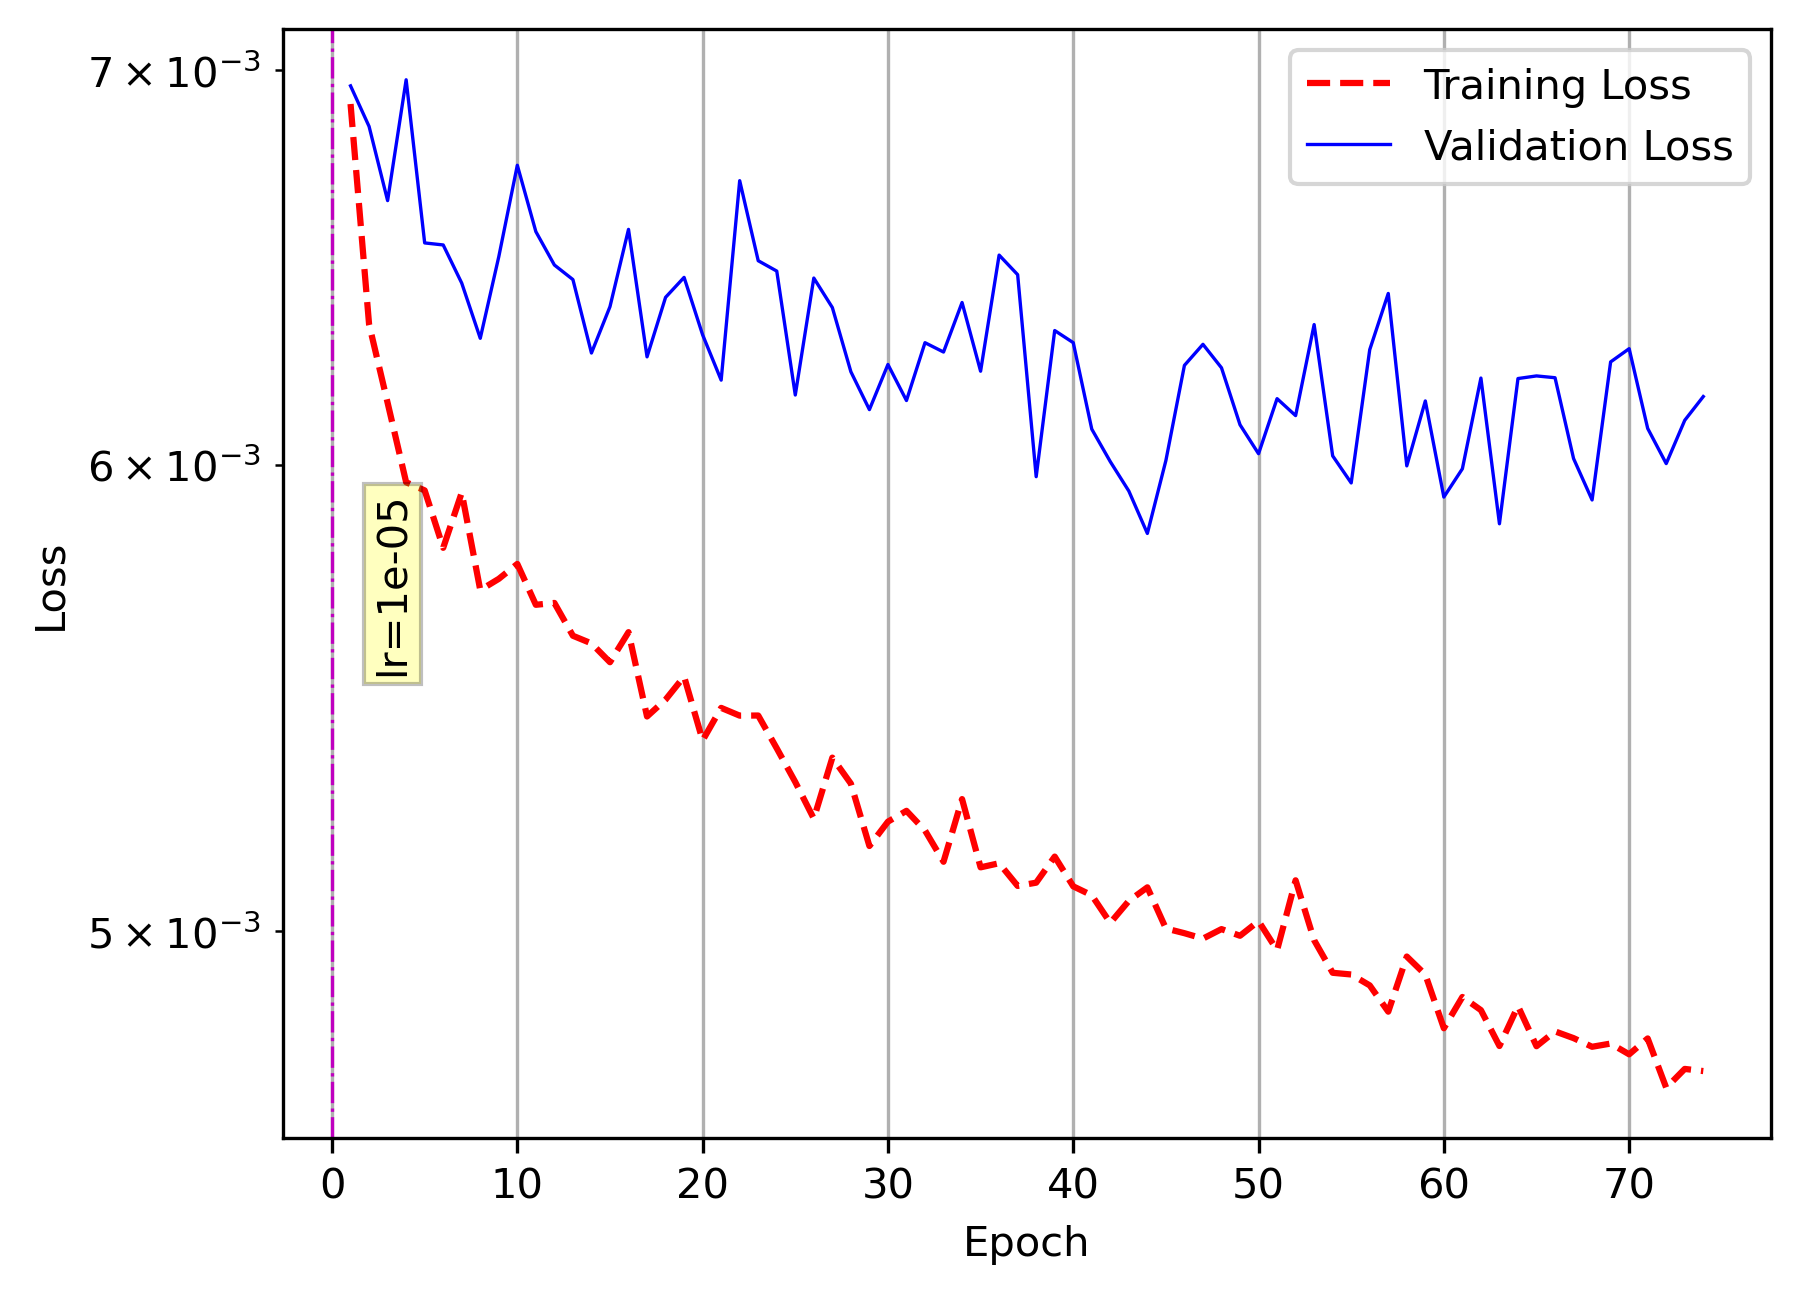 7 × 10⁻³
6 × 10⁻³
5 × 10⁻³
Loss
lr=1e-05
Training Loss
Validation Loss
0 10 20 30 40 50 60 70
Epoch